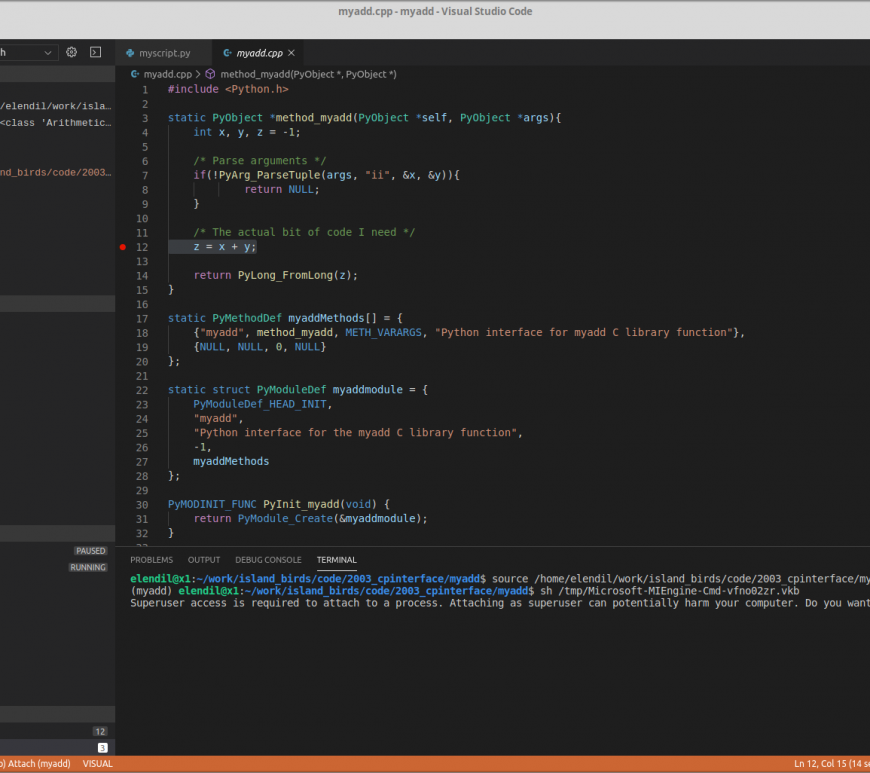 myadd.cpp - myadd - Visual Studio Code
h
myscript.py
myadd.cpp
myadd.cpp > method_myadd(PyObject *, PyObject *)
/elendil/work/isla…
<class 'Arithmetic…
nd_birds/code/2003…
PAUSED
RUNNING
12
3
1 #include <Python.h>
2
3 static PyObject *method_myadd(PyObject *self, PyObject *args){
4 int x, y, z = -1;
5
6 /* Parse arguments */
7 if(!PyArg_ParseTuple(args, "ii", &x, &y)){
8 return NULL;
9 }
10
11 /* The actual bit of code I need */
12 z = x + y;
13
14 return PyLong_FromLong(z);
15 }
16
17 static PyMethodDef myaddMethods[] = {
18 {"myadd", method_myadd, METH_VARARGS, "Python interface for myadd C library function"},
19 {NULL, NULL, 0, NULL}
20 };
21
22 static struct PyModuleDef myaddmodule = {
23 PyModuleDef_HEAD_INIT,
24 "myadd",
25 "Python interface for the myadd C library function",
26 -1,
27 myaddMethods
28 };
29
30 PyMODINIT_FUNC PyInit_myadd(void) {
31 return PyModule_Create(&myaddmodule);
32 }
PROBLEMS OUTPUT DEBUG CONSOLE TERMINAL
elendil@x1:~/work/island_birds/code/2003_cpinterface/myadd$ source /home/elendil/work/island_birds/code/2003_cpinterface/my
(myadd) elendil@x1:~/work/island_birds/code/2003_cpinterface/myadd$ sh /tmp/Microsoft-MIEngine-Cmd-vfno02zr.vkb
Superuser access is required to attach to a process. Attaching as superuser can potentially harm your computer. Do you want
) Attach (myadd) VISUAL
Ln 12, Col 15 (14 se